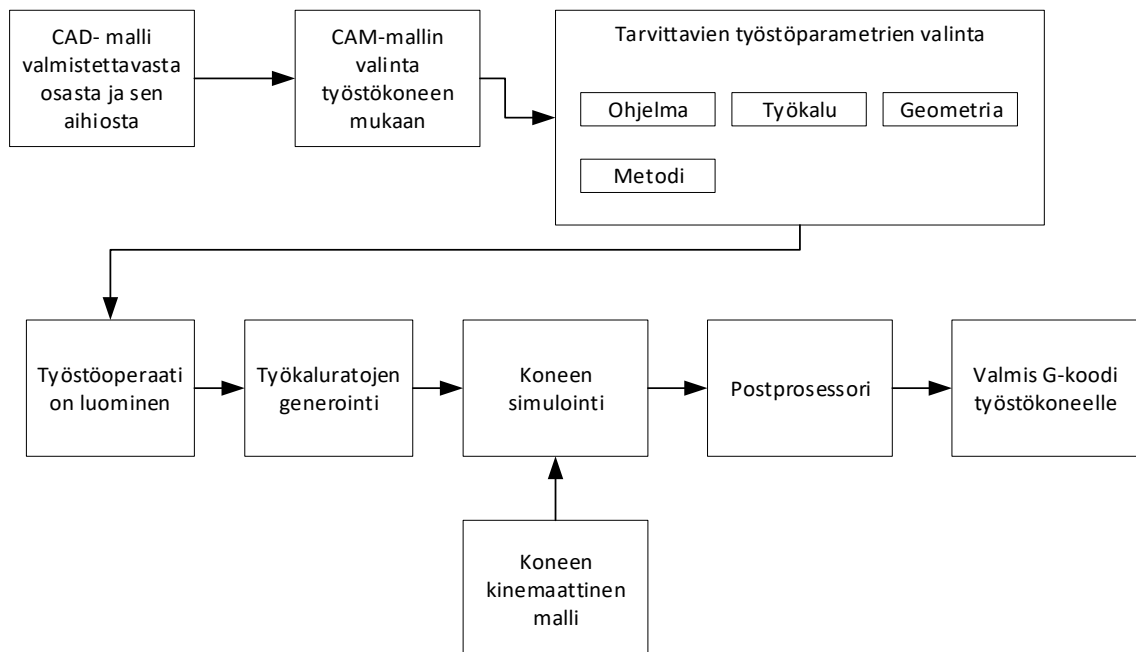 CAD- malli
valmistettavasta
osasta ja sen
aihiosta
CAM-mallin
valinta
työstökoneen
mukaan
Tarvittavien työstöparametrien valinta
Ohjelma
Työkalu
Geometria
Metodi
Työstöoperaati
on luominen
Työkaluratojen
generointi
Koneen
simulointi
Postprosessori
Valmis G-koodi
työstökoneelle
Koneen
kinemaattinen
malli